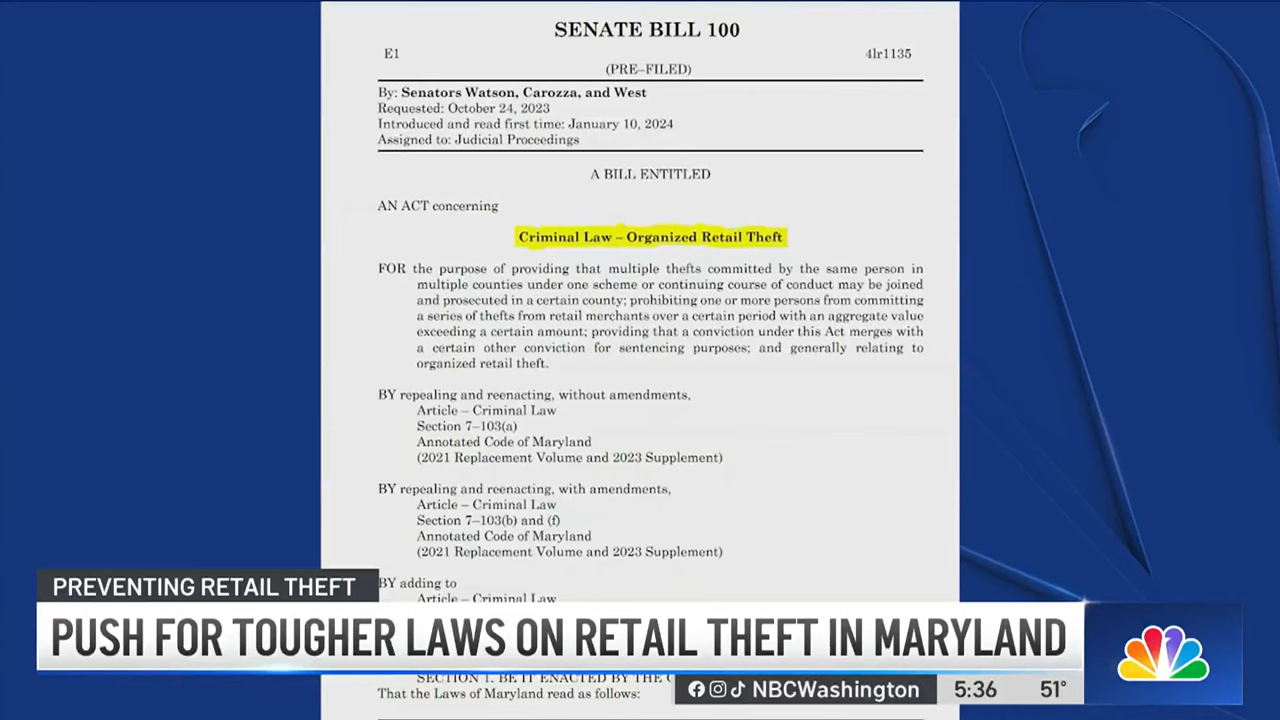 SENATE BILL 100
E1 4lr1135
(PRE–FILED)
By: Senators Watson, Carozza, and West
Requested: October 24, 2023
Introduced and read first time: January 10, 2024
Assigned to: Judicial Proceedings
A BILL ENTITLED
AN ACT concerning
Criminal Law – Organized Retail Theft
FOR the purpose of providing that multiple thefts committed by the same person in
multiple counties under one scheme or continuing course of conduct may be joined
and prosecuted in a certain county; prohibiting one or more persons from committing
a series of thefts from retail merchants over a certain period with an aggregate value
exceeding a certain amount; providing that a conviction under this Act merges with
a certain other conviction for sentencing purposes; and generally relating to
organized retail theft.
BY repealing and reenacting, without amendments,
Article – Criminal Law
Section 7–103(a)
Annotated Code of Maryland
(2021 Replacement Volume and 2023 Supplement)
BY repealing and reenacting, with amendments,
Article – Criminal Law
Section 7–103(b) and (f)
Annotated Code of Maryland
(2021 Replacement Volume and 2023 Supplement)
BY adding to
Article – Criminal Law
PREVENTING RETAIL THEFT
PUSH FOR TOUGHER LAWS ON RETAIL THEFT IN MARYLAND
SECTION 1. BE IT ENACTED BY THE
That the Laws of Maryland read as follows:
NBCWashington 5:36 51°